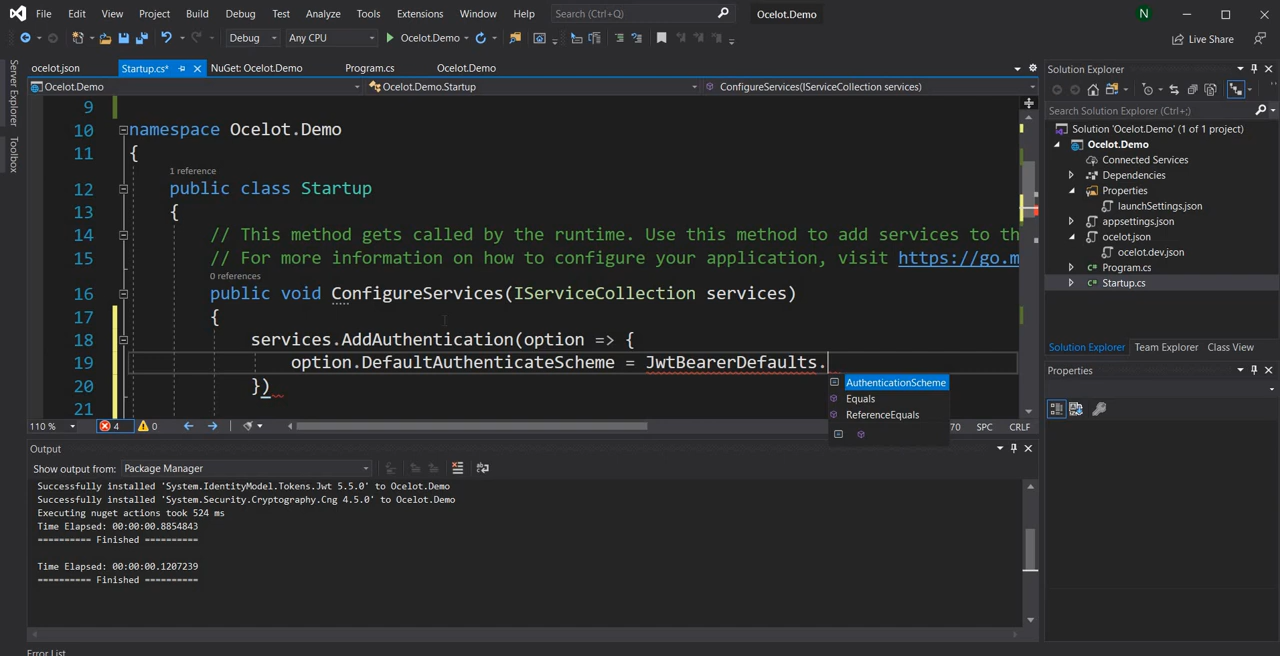 File Edit View Project Build Debug Test Analyze Tools Extensions Window Help Search (Ctrl+Q) Ocelot.Demo N
Debug Any CPU Ocelot.Demo Live Share
ocelot.json Startup.cs* NuGet: Ocelot.Demo Program.cs Ocelot.Demo
Ocelot.Demo Ocelot.Demo.Startup ConfigureServices(IServiceCollection services)
Server Explorer
Toolbox
9
10 namespace Ocelot.Demo
11 {
1 reference
12 public class Startup
13 {
14 // This method gets called by the runtime. Use this method to add services to th
15 // For more information on how to configure your application, visit https://go.m
0 references
16 public void ConfigureServices(IServiceCollection services)
17 {
18 services.AddAuthentication(option => {
19 option.DefaultAuthenticateScheme = JwtBearerDefaults.
20 })
21
AuthenticationScheme
Equals
ReferenceEquals
110 % 4 0 70 SPC CRLF
Output
Show output from: Package Manager
Successfully installed 'System.IdentityModel.Tokens.Jwt 5.5.0' to Ocelot.Demo
Successfully installed 'System.Security.Cryptography.Cng 4.5.0' to Ocelot.Demo
Executing nuget actions took 524 ms
Time Elapsed: 00:00:00.8854843
========== Finished ==========
Time Elapsed: 00:00:00.1207239
========== Finished ==========
Error List
Solution Explorer
Search Solution Explorer (Ctrl+;)
Solution 'Ocelot.Demo' (1 of 1 project)
Ocelot.Demo
Connected Services
Dependencies
Properties
launchSettings.json
appsettings.json
ocelot.json
ocelot.dev.json
Program.cs
Startup.cs
Solution Explorer Team Explorer Class View
Properties